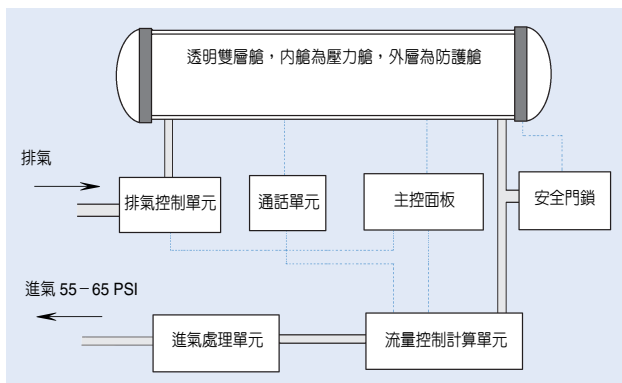 透明雙層艙，内艙為壓力艙，外層為防護艙
排氣
排氣控制單元
通話單元
主控面板
安全門鎖
進氣 55－65 PSI
進氣處理單元
流量控制計算單元